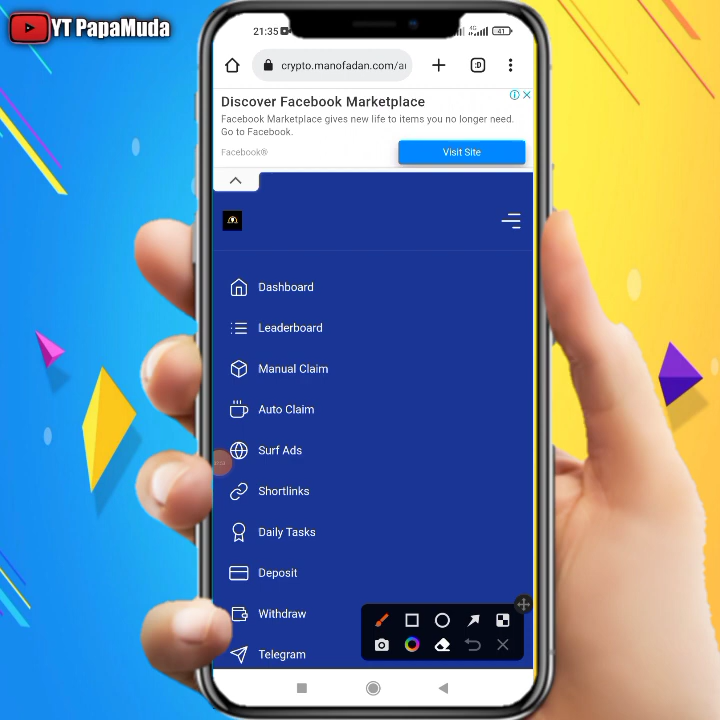 YT PapaMuda
21:35
4G
41
crypto.manofadan.com/a
:D
Discover Facebook Marketplace
Facebook Marketplace gives new life to items you no longer need.
Go to Facebook.
Facebook®
Visit Site
Dashboard
Leaderboard
Manual Claim
Auto Claim
Surf Ads
Shortlinks
Daily Tasks
Deposit
Withdraw
Telegram